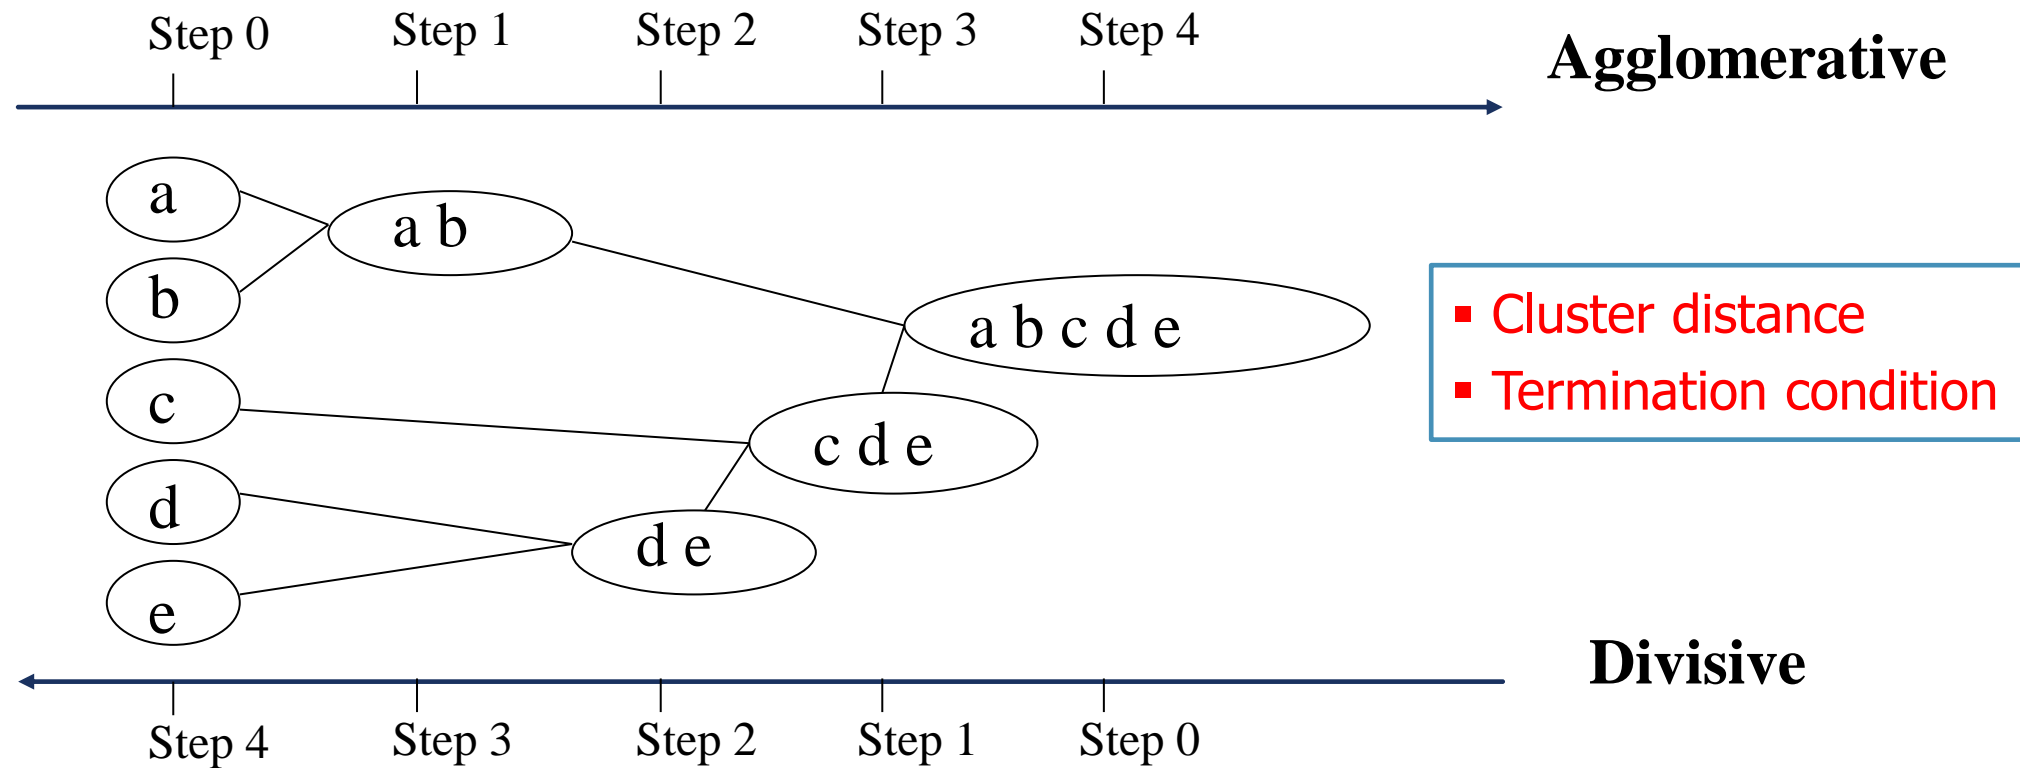 Step 0 Step 1 Step 2 Step 3 Step 4
Agglomerative
a
a b
b
a b c d e
▪ Cluster distance
▪ Termination condition
c
c d e
d
d e
e
Divisive
Step 4 Step 3 Step 2 Step 1 Step 0